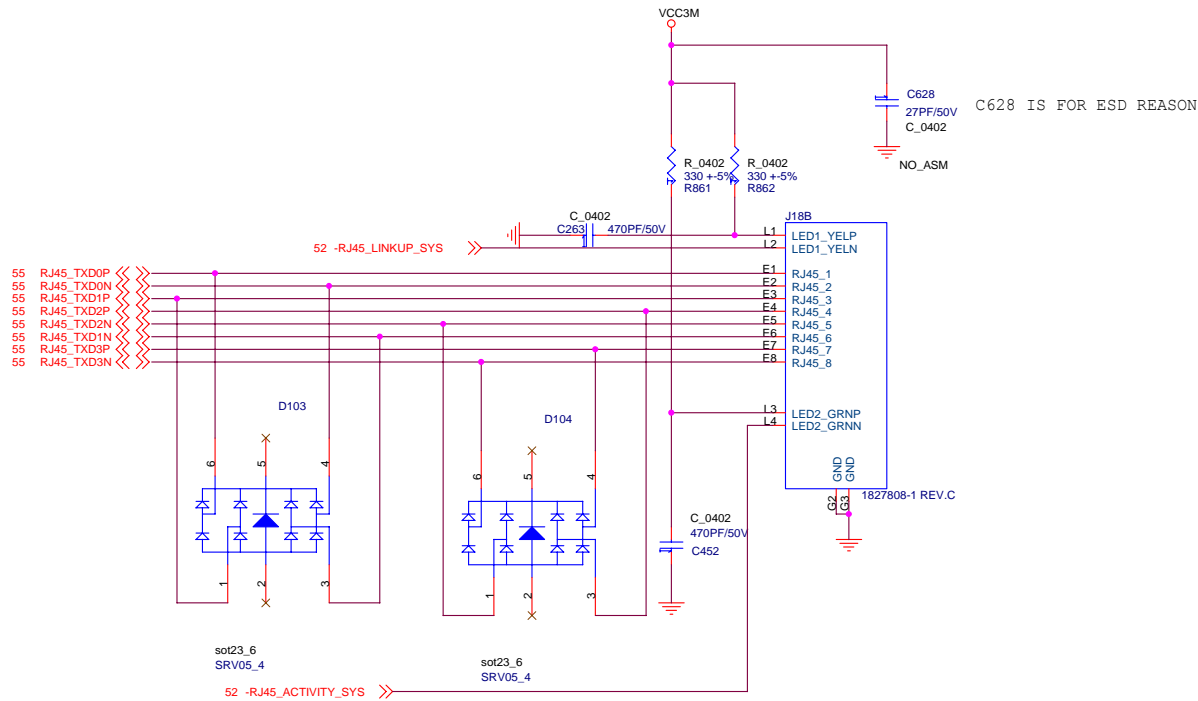 VCC3M
C628
27PF/50V
C_0402
C628 IS FOR ESD REASON
NO_ASM
R_0402
330 +-5%
R861
R_0402
330 +-5%
R862
C_0402
C263
470PF/50V
J18B
52 -RJ45_LINKUP_SYS
L1
LED1_YELP
L2
LED1_YELN
55 RJ45_TXD0P
E1
RJ45_1
55 RJ45_TXD0N
E2
RJ45_2
55 RJ45_TXD1P
E3
RJ45_3
55 RJ45_TXD2P
E4
RJ45_4
55 RJ45_TXD2N
E5
RJ45_5
55 RJ45_TXD1N
E6
RJ45_6
55 RJ45_TXD3P
E7
RJ45_7
55 RJ45_TXD3N
E8
RJ45_8
L3
LED2_GRNP
L4
LED2_GRNN
D103
D104
6
5
4
6
5
4
GND
GND
G2
G3
1827808-1 REV.C
C_0402
470PF/50V
C452
1
2
3
1
2
3
sot23_6
SRV05_4
sot23_6
SRV05_4
52 -RJ45_ACTIVITY_SYS